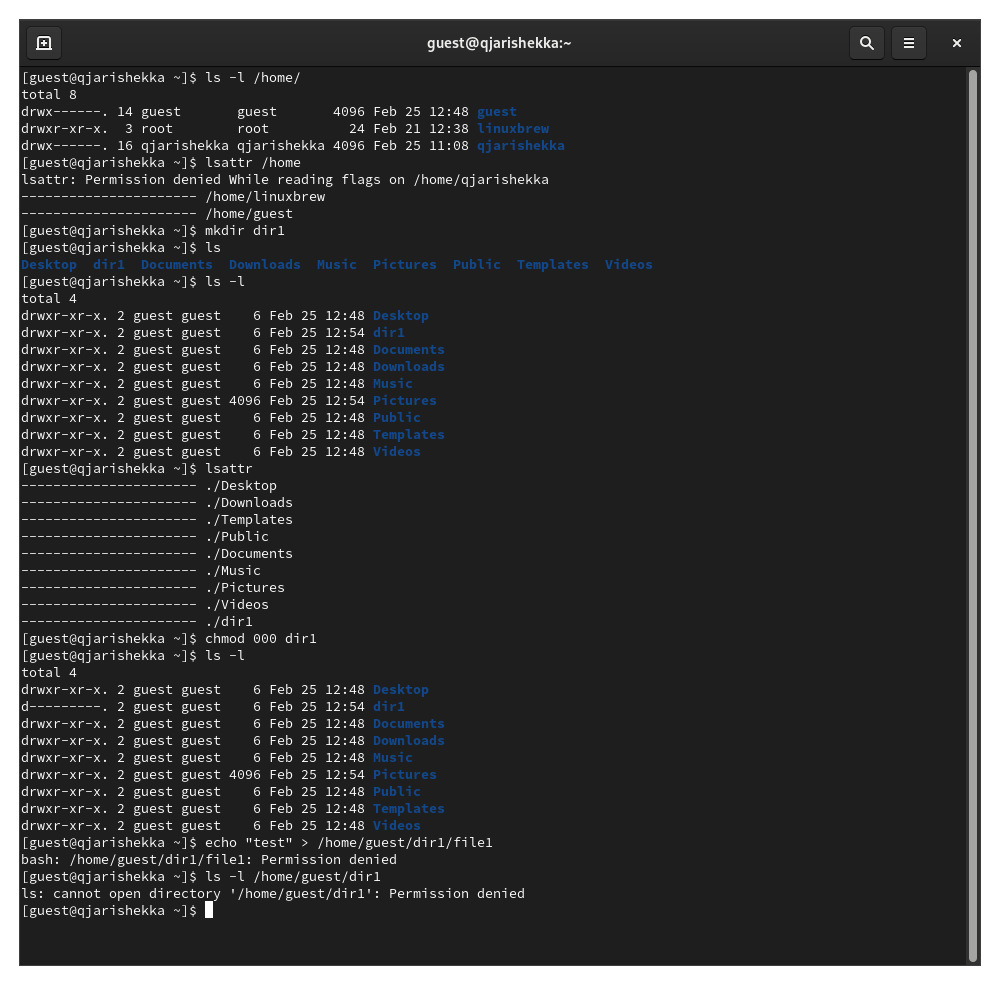 guest@qjarishekka:~
[guest@qjarishekka ~]$ ls -l /home/
total 8
drwx------. 14 guest       guest       4096 Feb 25 12:48 guest
drwxr-xr-x.  3 root        root          24 Feb 21 12:38 linuxbrew
drwx------. 16 qjarishekka qjarishekka 4096 Feb 25 11:08 qjarishekka
[guest@qjarishekka ~]$ lsattr /home
lsattr: Permission denied While reading flags on /home/qjarishekka
---------------------- /home/linuxbrew
---------------------- /home/guest
[guest@qjarishekka ~]$ mkdir dir1
[guest@qjarishekka ~]$ ls
Desktop  dir1  Documents  Downloads  Music  Pictures  Public  Templates  Videos
[guest@qjarishekka ~]$ ls -l
total 4
drwxr-xr-x. 2 guest guest    6 Feb 25 12:48 Desktop
drwxr-xr-x. 2 guest guest    6 Feb 25 12:54 dir1
drwxr-xr-x. 2 guest guest    6 Feb 25 12:48 Documents
drwxr-xr-x. 2 guest guest    6 Feb 25 12:48 Downloads
drwxr-xr-x. 2 guest guest    6 Feb 25 12:48 Music
drwxr-xr-x. 2 guest guest 4096 Feb 25 12:54 Pictures
drwxr-xr-x. 2 guest guest    6 Feb 25 12:48 Public
drwxr-xr-x. 2 guest guest    6 Feb 25 12:48 Templates
drwxr-xr-x. 2 guest guest    6 Feb 25 12:48 Videos
[guest@qjarishekka ~]$ lsattr
---------------------- ./Desktop
---------------------- ./Downloads
---------------------- ./Templates
---------------------- ./Public
---------------------- ./Documents
---------------------- ./Music
---------------------- ./Pictures
---------------------- ./Videos
---------------------- ./dir1
[guest@qjarishekka ~]$ chmod 000 dir1
[guest@qjarishekka ~]$ ls -l
total 4
drwxr-xr-x. 2 guest guest    6 Feb 25 12:48 Desktop
d---------. 2 guest guest    6 Feb 25 12:54 dir1
drwxr-xr-x. 2 guest guest    6 Feb 25 12:48 Documents
drwxr-xr-x. 2 guest guest    6 Feb 25 12:48 Downloads
drwxr-xr-x. 2 guest guest    6 Feb 25 12:48 Music
drwxr-xr-x. 2 guest guest 4096 Feb 25 12:54 Pictures
drwxr-xr-x. 2 guest guest    6 Feb 25 12:48 Public
drwxr-xr-x. 2 guest guest    6 Feb 25 12:48 Templates
drwxr-xr-x. 2 guest guest    6 Feb 25 12:48 Videos
[guest@qjarishekka ~]$ echo "test" > /home/guest/dir1/file1
bash: /home/guest/dir1/file1: Permission denied
[guest@qjarishekka ~]$ ls -l /home/guest/dir1
ls: cannot open directory '/home/guest/dir1': Permission denied
[guest@qjarishekka ~]$